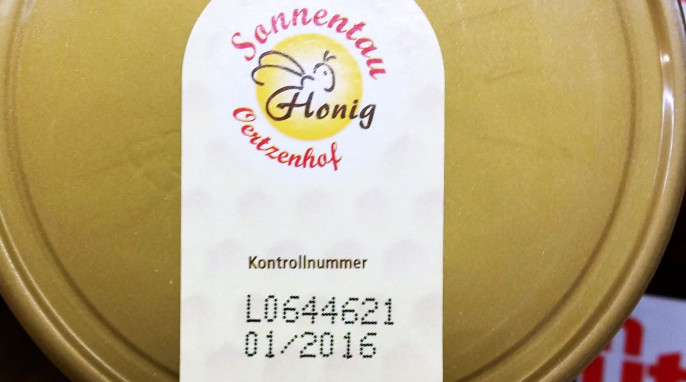 Sonnentau
Honig
Oertzenhof
Kontrollnummer
L0644621
01/2016